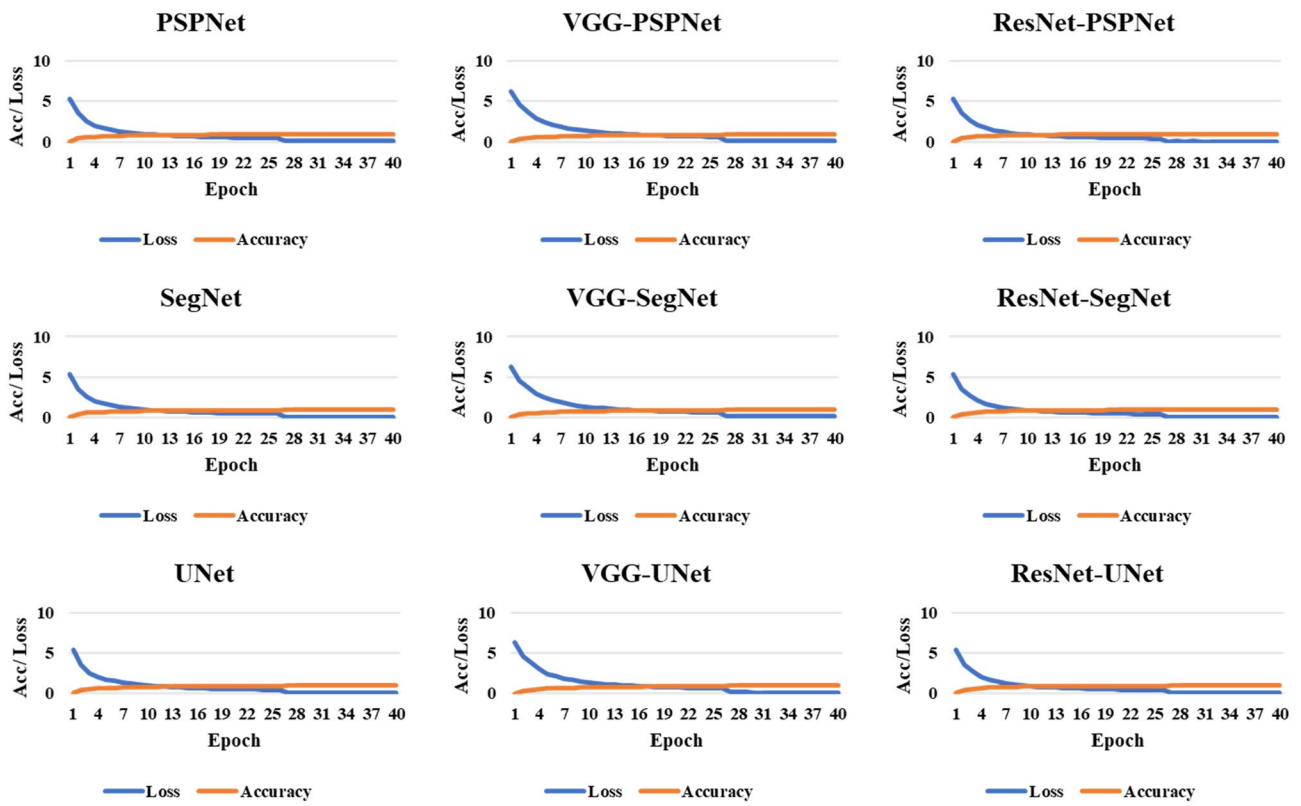 PSPNet
VGG-PSPNet
ResNet-PSPNet
Acc/ Loss
10
5
0
1 4 7 10 13 16 19 22 25 28 31 34 37 40
Epoch
Loss Accuracy
Acc/Loss
10
5
0
1 4 7 10 13 16 19 22 25 28 31 34 37 40
Epoch
Loss Accuracy
Acc/Loss
10
5
0
1 4 7 10 13 16 19 22 25 28 31 34 37 40
Epoch
Loss Accuracy
SegNet
VGG-SegNet
ResNet-SegNet
Acc/ Loss
10
5
0
1 4 7 10 13 16 19 22 25 28 31 34 37 40
Epoch
Loss Accuracy
Acc/Loss
10
5
0
1 4 7 10 13 16 19 22 25 28 31 34 37 40
Epoch
Loss Accuracy
Acc/Loss
10
5
0
1 4 7 10 13 16 19 22 25 28 31 34 37 40
Epoch
Loss Accuracy
UNet
VGG-UNet
ResNet-UNet
Acc/ Loss
10
5
0
1 4 7 10 13 16 19 22 25 28 31 34 37 40
Epoch
Loss Accuracy
Acc/Loss
10
5
0
1 4 7 10 13 16 19 22 25 28 31 34 37 40
Epoch
Loss Accuracy
Acc/Loss
10
5
0
1 4 7 10 13 16 19 22 25 28 31 34 37 40
Epoch
Loss Accuracy